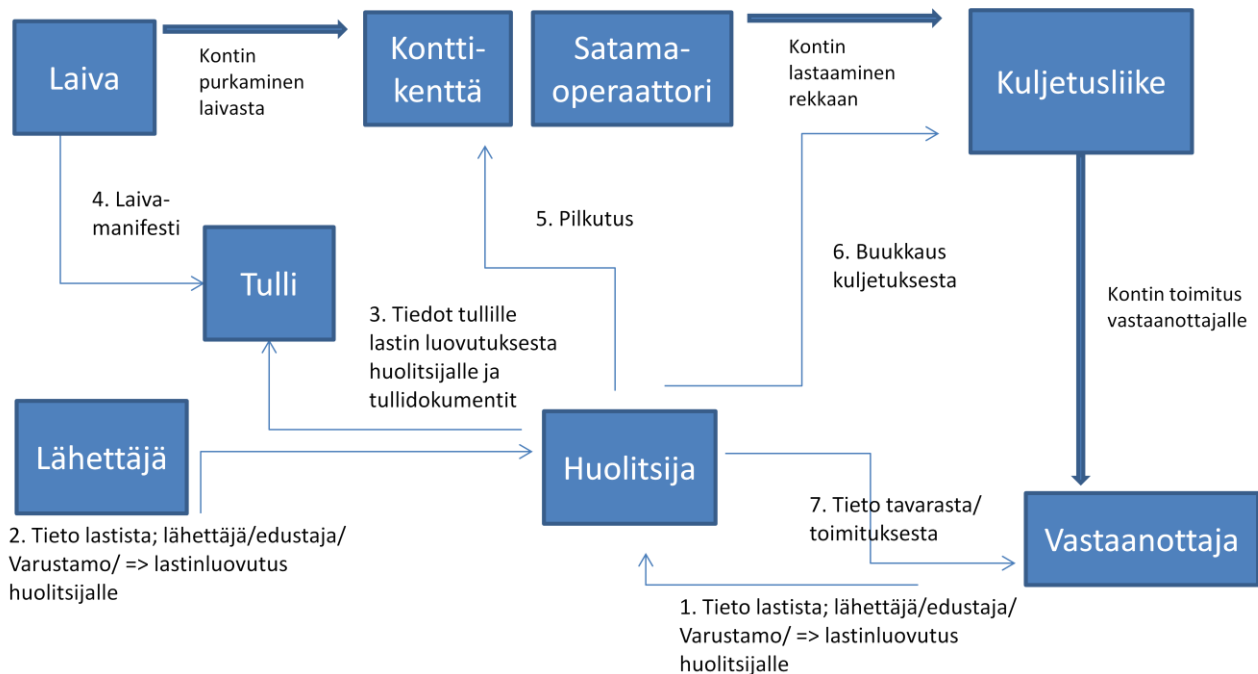 Laiva
Kontin
purkaminen
laivasta
Kontti-
kenttä
Satama-
operaattori
Kontin
lastaaminen
rekkaan
Kuljetusliike
4. Laiva-
manifesti
Tulli
5. Pilkutus
6. Buukkaus
kuljetuksesta
Kontin toimitus
vastaanottajalle
3. Tiedot tullille
lastin luovutuksesta
huolitsijalle ja
tullidokumentit
Lähettäjä
Huolitsija
7. Tieto tavarasta/
toimituksesta
Vastaanottaja
2. Tieto lastista; lähettäjä/edustaja/
Varustamo/ => lastinluovutus
huolitsijalle
1. Tieto lastista; lähettäjä/edustaja/
Varustamo/ => lastinluovutus
huolitsijalle